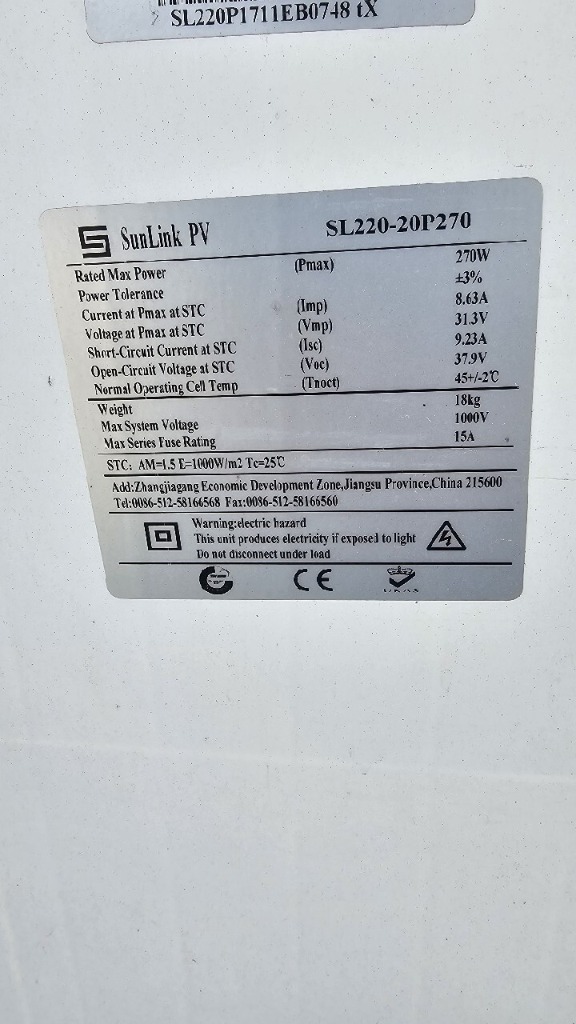 SL220P1711EB0748 tX
SunLink PV SL220-20P270
Rated Max Power (Pmax) 270W
Power Tolerance ±3%
Current at Pmax at STC (Imp) 8.63A
Voltage at Pmax at STC (Vmp) 31.3V
Short-Circuit Current at STC (Isc) 9.23A
Open-Circuit Voltage at STC (Voc) 37.9V
Normal Operating Cell Temp (Tnoct) 45+/-2℃
Weight 18kg
Max System Voltage 1000V
Max Series Fuse Rating 15A
STC: AM=1.5 E=1000W/m2 Tc=25℃
Add:Zhangjiagang Economic Development Zone,Jiangsu Province,China 215600
Tel:0086-512-58166568 Fax:0086-512-58166560
Warning:electric hazard
This unit produces electricity if exposed to light
Do not disconnect under load
CE